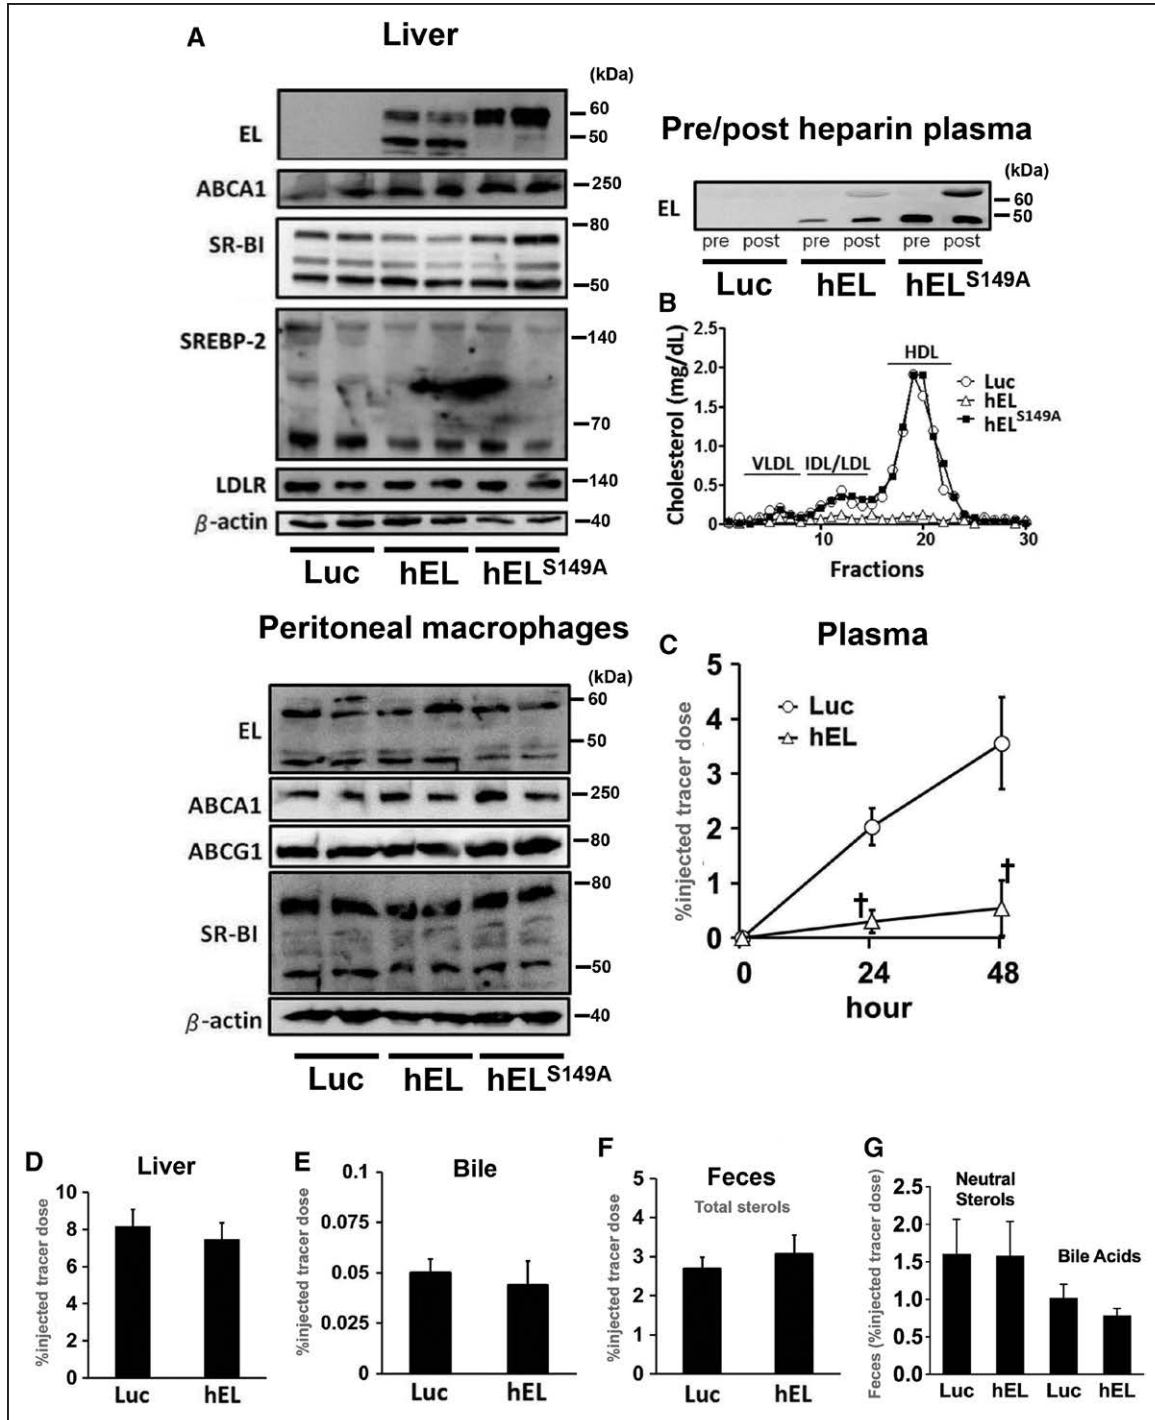 A
Liver
(kDa)
EL
60
50
ABCA1
250
SR-BI
80
50
SREBP-2
140
70
LDLR
140
β-actin
40
Luc hEL hEL^S149A
Pre/post heparin plasma
(kDa)
EL
60
50
pre post pre post pre post
Luc hEL hEL^S149A
B
Cholesterol (mg/dL)
2.5
2.0
1.5
1.0
0.5
0
HDL
VLDL IDL/LDL
Luc
hEL
hEL^S149A
10 20 30
Fractions
Peritoneal macrophages
(kDa)
EL
60
50
ABCA1
250
ABCG1
80
SR-BI
80
50
β-actin
40
Luc hEL hEL^S149A
C
Plasma
%injected tracer dose
5
4
3
2
1
0
Luc
hEL
†
†
0 24 48
hour
D
Liver
%injected tracer dose
10
8
6
4
2
0
Luc hEL
E
Bile
%injected tracer dose
0.1
0.075
0.05
0.025
0
Luc hEL
F
Feces
Total sterols
%injected tracer dose
5
4
3
2
1
0
Luc hEL
G
Neutral
Sterols
Bile Acids
Feces (%injected tracer dose)
2.5
2.0
1.5
1.0
0.5
0.0
Luc hEL Luc hEL